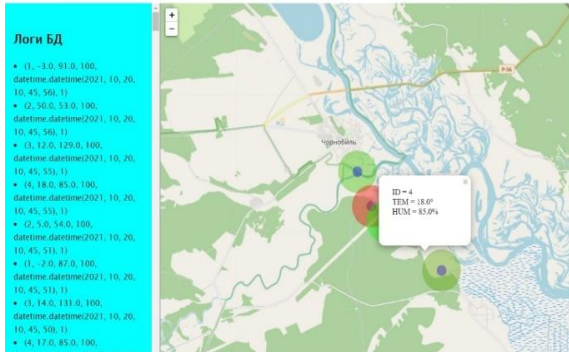 Логи БД
• (1, -3.0, 91.0, 100,
datetime.datetime(2021, 10, 20,
10, 45, 56), 1)
• (2, 50.0, 53.0, 100,
datetime.datetime(2021, 10, 20,
10, 45, 56), 1)
• (3, 12.0, 129.0, 100,
datetime.datetime(2021, 10, 20,
10, 45, 55), 1)
• (4, 18.0, 85.0, 100,
datetime.datetime(2021, 10, 20,
10, 45, 55), 1)
• (2, 5.0, 54.0, 100,
datetime.datetime(2021, 10, 20,
10, 45, 51), 1)
• (1, -2.0, 87.0, 100,
datetime.datetime(2021, 10, 20,
10, 45, 51), 1)
• (3, 14.0, 131.0, 100,
datetime.datetime(2021, 10, 20,
10, 45, 50), 1)
• (4, 17.0, 85.0, 100,
+
−
P-56
Чорнобиль
×
ID = 4
TEM = 18.0°
HUM = 85.0%